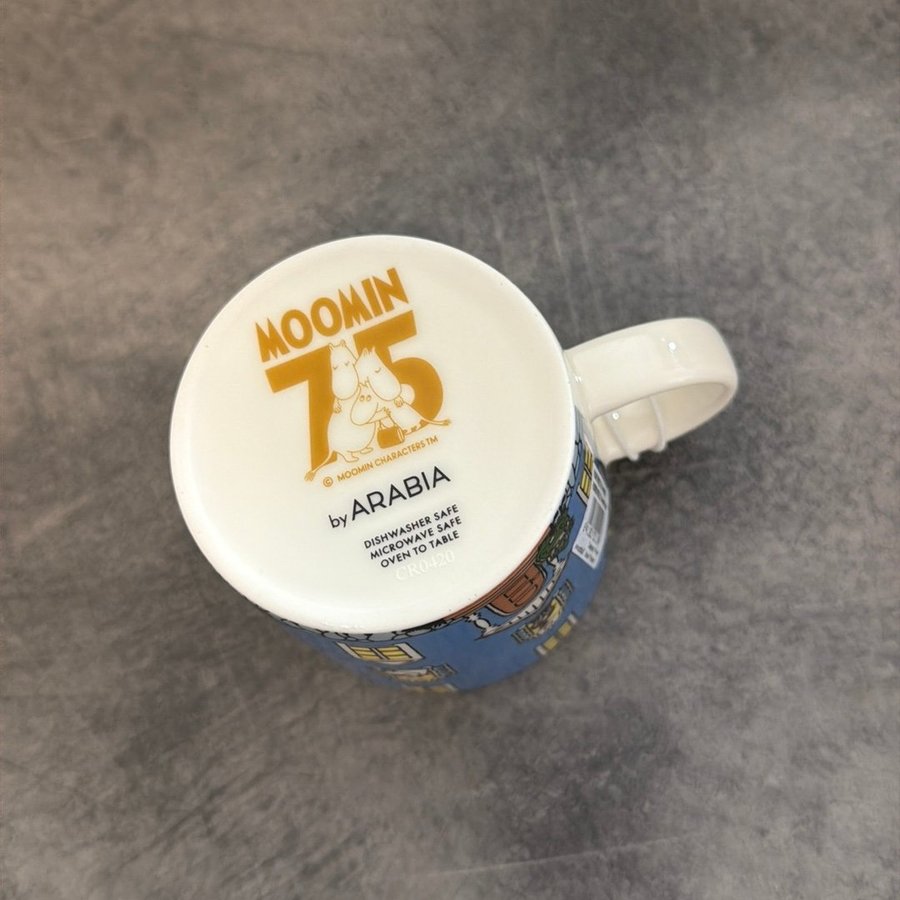 MOOMIN
75
© MOOMIN CHARACTERS TM
by ARABIA
DISHWASHER SAFE
MICROWAVE SAFE
OVEN TO TABLE
CR0420